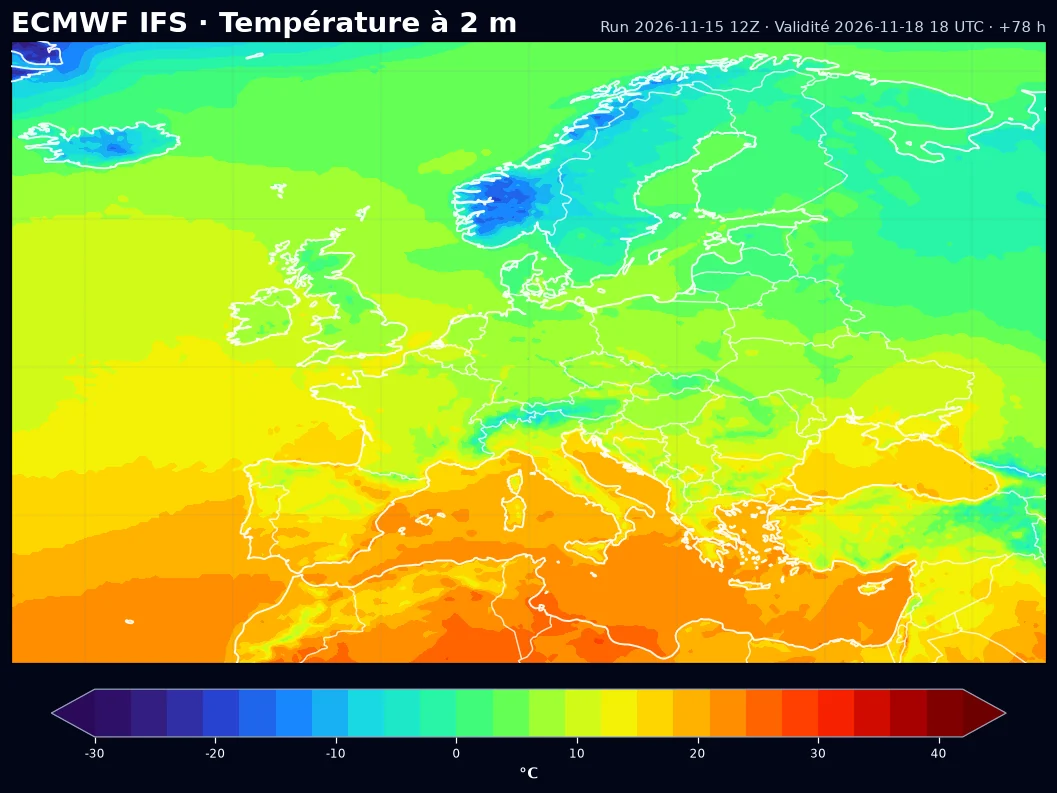 ECMWF IFS · Température à 2 m
Run 2026-11-15 12Z · Validité 2026-11-18 18 UTC · +78 h
-30 -20 -10 0 10 20 30 40
°C